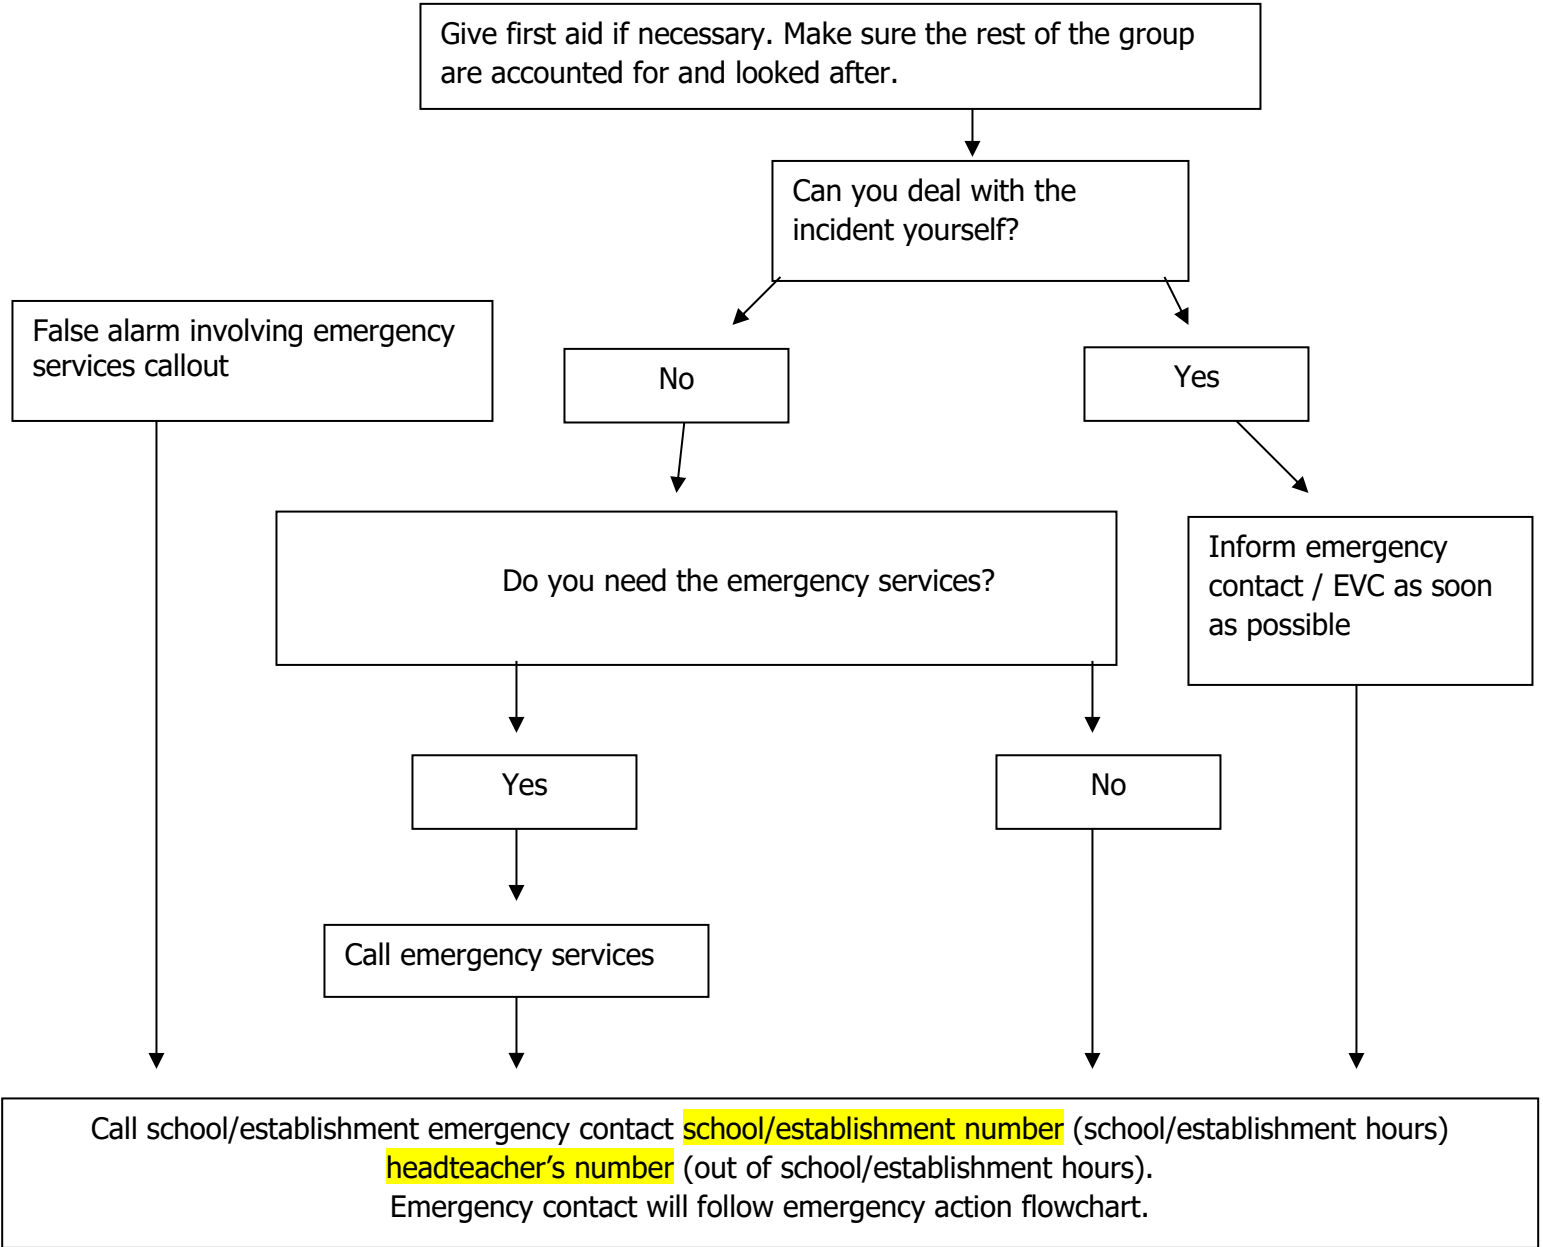 Give first aid if necessary. Make sure the rest of the group
are accounted for and looked after.
Can you deal with the
incident yourself?
False alarm involving emergency
services callout
No
Yes
Do you need the emergency services?
Inform emergency
contact / EVC as soon
as possible
Yes
No
Call emergency services
Call school/establishment emergency contact school/establishment number (school/establishment hours)
headteacher’s number (out of school/establishment hours).
Emergency contact will follow emergency action flowchart.